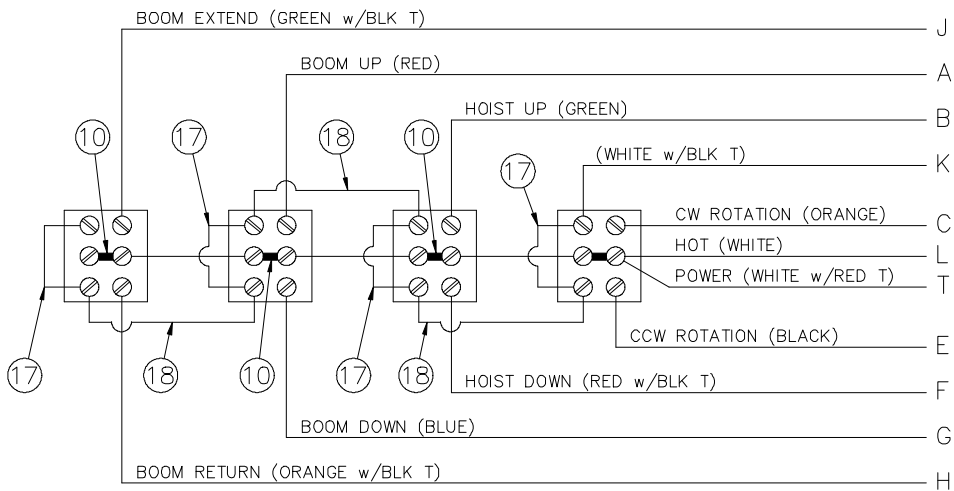 BOOM EXTEND (GREEN w/BLK T)
J
BOOM UP (RED)
A
HOIST UP (GREEN)
B
10
17
18
10
17
(WHITE w/BLK T)
K
CW ROTATION (ORANGE)
C
HOT (WHITE)
L
POWER (WHITE w/RED T)
T
CCW ROTATION (BLACK)
E
17
18
10
17
18
HOIST DOWN (RED w/BLK T)
F
BOOM DOWN (BLUE)
G
BOOM RETURN (ORANGE w/BLK T)
H